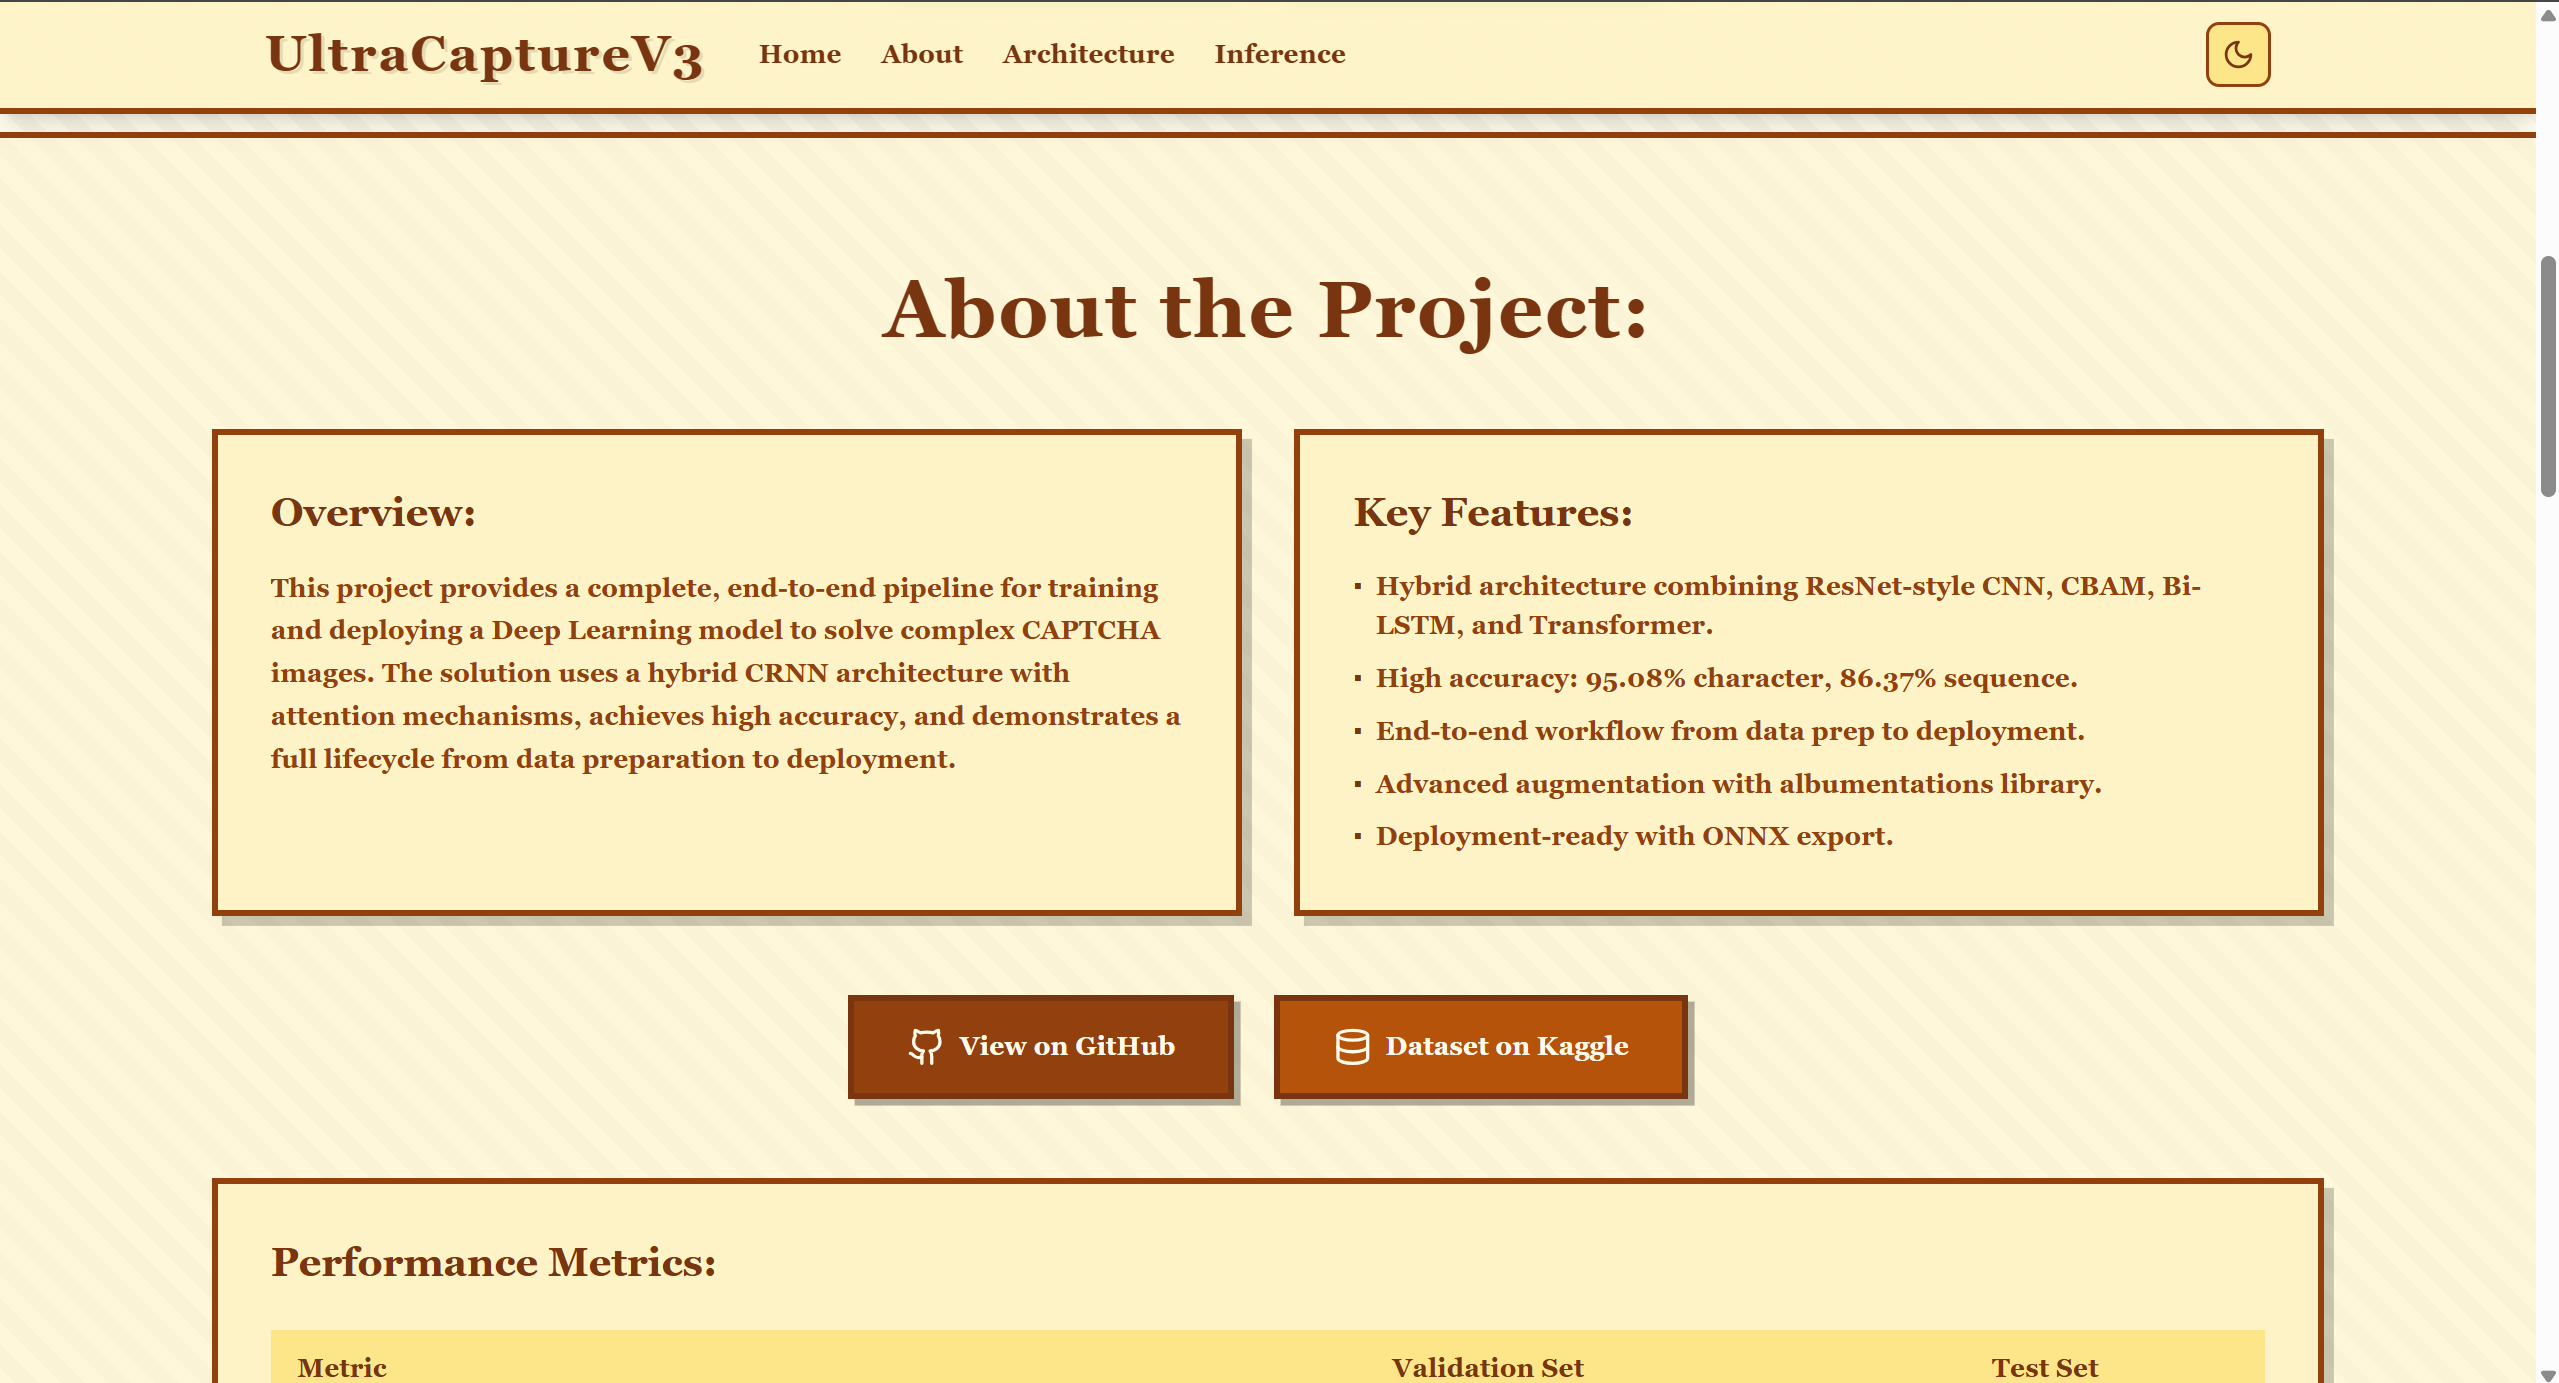 UltraCaptureV3 Home About Architecture Inference
About the Project:
Overview:
This project provides a complete, end-to-end pipeline for training
and deploying a Deep Learning model to solve complex CAPTCHA
images. The solution uses a hybrid CRNN architecture with
attention mechanisms, achieves high accuracy, and demonstrates a
full lifecycle from data preparation to deployment.
Key Features:
▪ Hybrid architecture combining ResNet-style CNN, CBAM, Bi-
LSTM, and Transformer.
▪ High accuracy: 95.08% character, 86.37% sequence.
▪ End-to-end workflow from data prep to deployment.
▪ Advanced augmentation with albumentations library.
▪ Deployment-ready with ONNX export.
View on GitHub
Dataset on Kaggle
Performance Metrics:
Metric Validation Set Test Set